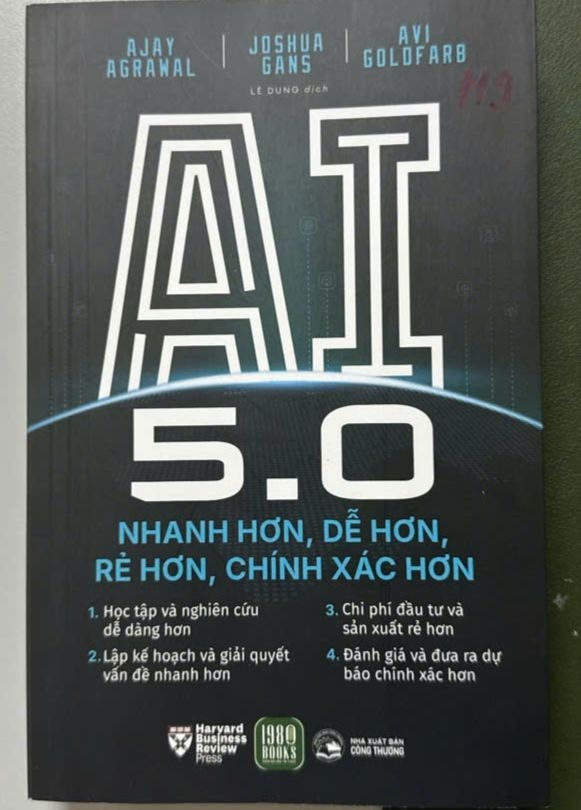 AJAY
AGRAWAL
JOSHUA
GANS
AVI
GOLDFARB
LÊ DUNG dịch
AI
5.0
NHANH HƠN, DỄ HƠN,
RẺ HƠN, CHÍNH XÁC HƠN
1. Học tập và nghiên cứu
dễ dàng hơn
2. Lập kế hoạch và giải quyết
vấn đề nhanh hơn
3. Chi phí đầu tư và
sản xuất rẻ hơn
4. Đánh giá và đưa ra dự
báo chính xác hơn
Harvard
Business
Review
Press
1980
BOOKS
NHÀ XUẤT BẢN
CÔNG THƯƠNG